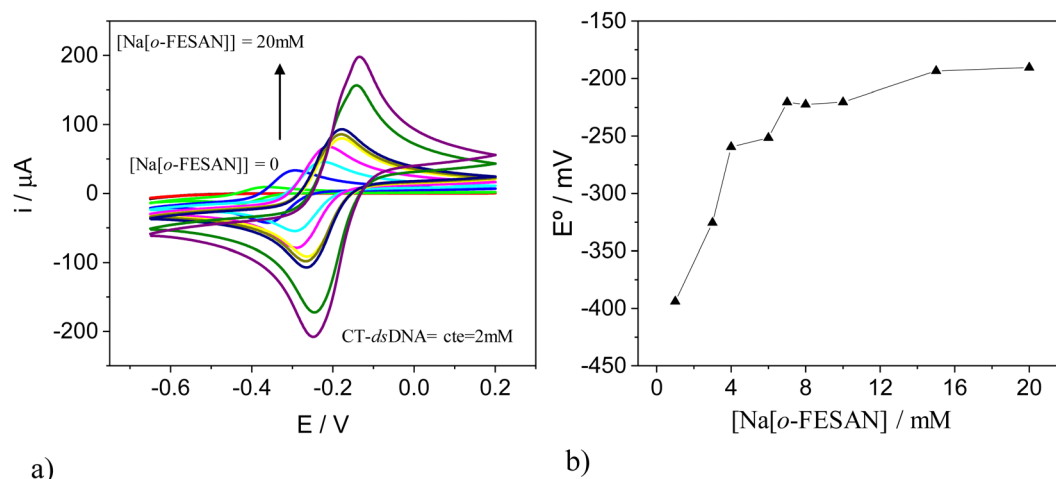 [Na[o-FESAN]] = 20mM
[Na[o-FESAN]] = 0
CT-dsDNA= cte=2mM
200
100
0
-100
-200
i / µA
-0.6 -0.4 -0.2 0.0 0.2
E / V
a)
-150
-200
-250
-300
-350
-400
-450
Eº / mV
0 4 8 12 16 20
[Na[o-FESAN] / mM
b)